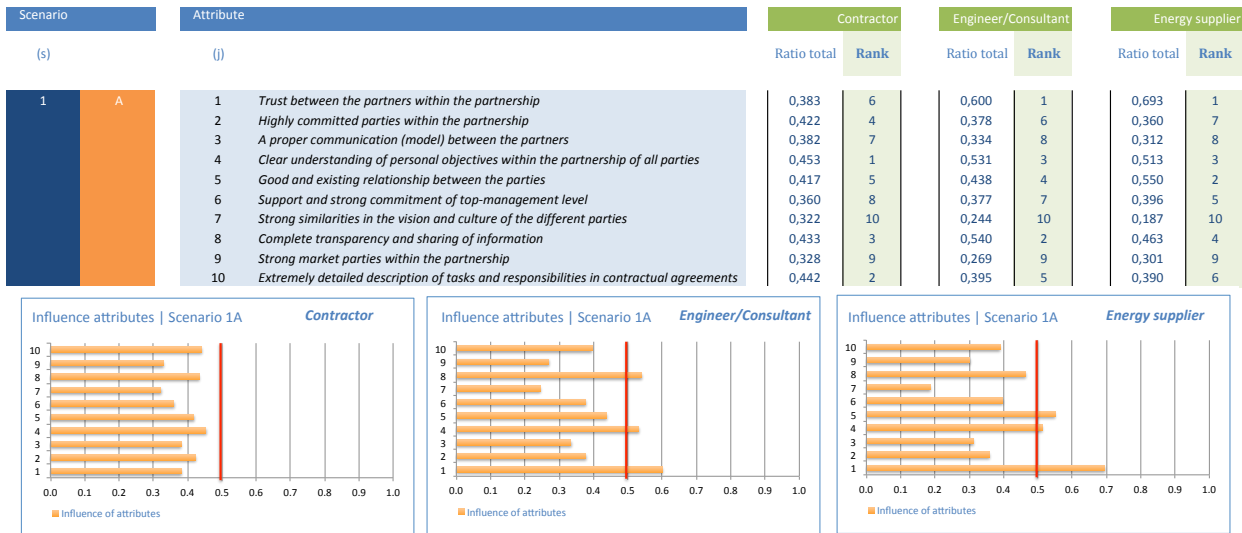 Scenario Attribute Contractor Engineer/Consultant Energy supplier
(s) (j) Ratio total Rank Ratio total Rank Ratio total Rank
1 A 1 Trust between the partners within the partnership 0,383 6 0,600 1 0,693 1
2 Highly committed parties within the partnership 0,422 4 0,378 6 0,360 7
3 A proper communication (model) between the partners 0,382 7 0,334 8 0,312 8
4 Clear understanding of personal objectives within the partnership of all parties 0,453 1 0,531 3 0,513 3
5 Good and existing relationship between the parties 0,417 5 0,438 4 0,550 2
6 Support and strong commitment of top-management level 0,360 8 0,377 7 0,396 5
7 Strong similarities in the vision and culture of the different parties 0,322 10 0,244 10 0,187 10
8 Complete transparency and sharing of information 0,433 3 0,540 2 0,463 4
9 Strong market parties within the partnership 0,328 9 0,269 9 0,301 9
10 Extremely detailed description of tasks and responsibilities in contractual agreements 0,442 2 0,395 5 0,390 6
Influence attributes | Scenario 1A Contractor
10
9
8
7
6
5
4
3
2
1
0.0 0.1 0.2 0.3 0.4 0.5 0.6 0.7 0.8 0.9 1.0
Influence of attributes
Influence attributes | Scenario 1A Engineer/Consultant
10
9
8
7
6
5
4
3
2
1
0.0 0.1 0.2 0.3 0.4 0.5 0.6 0.7 0.8 0.9 1.0
Influence of attributes
Influence attributes | Scenario 1A Energy supplier
10
9
8
7
6
5
4
3
2
1
0.0 0.1 0.2 0.3 0.4 0.5 0.6 0.7 0.8 0.9 1.0
Influence of attributes